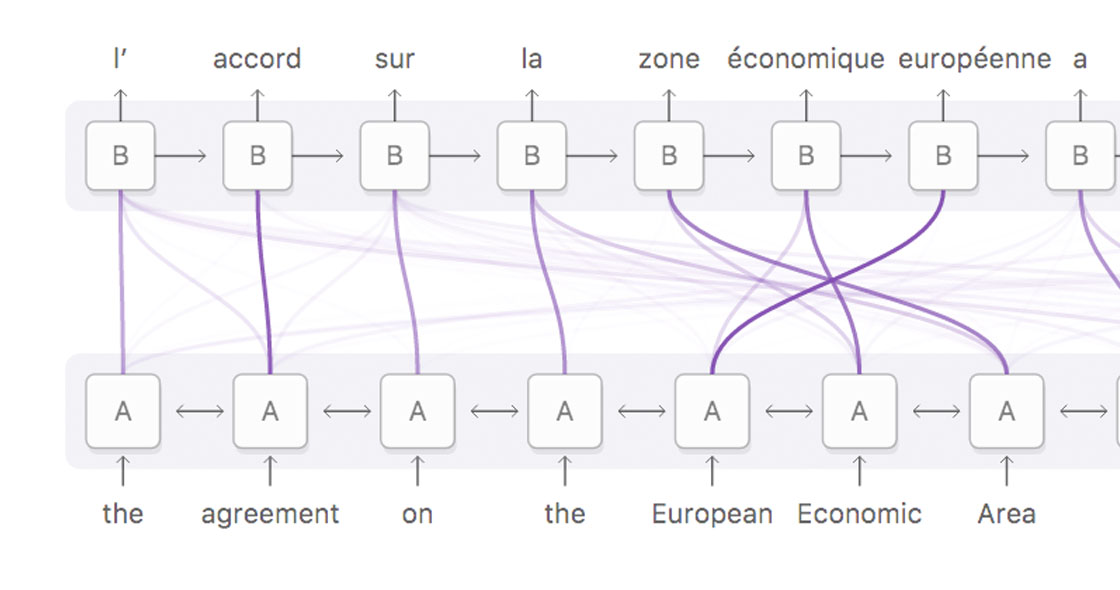 l’ accord sur la zone économique européenne a
B B B B B B B B
A A A A A A A
the agreement on the European Economic Area